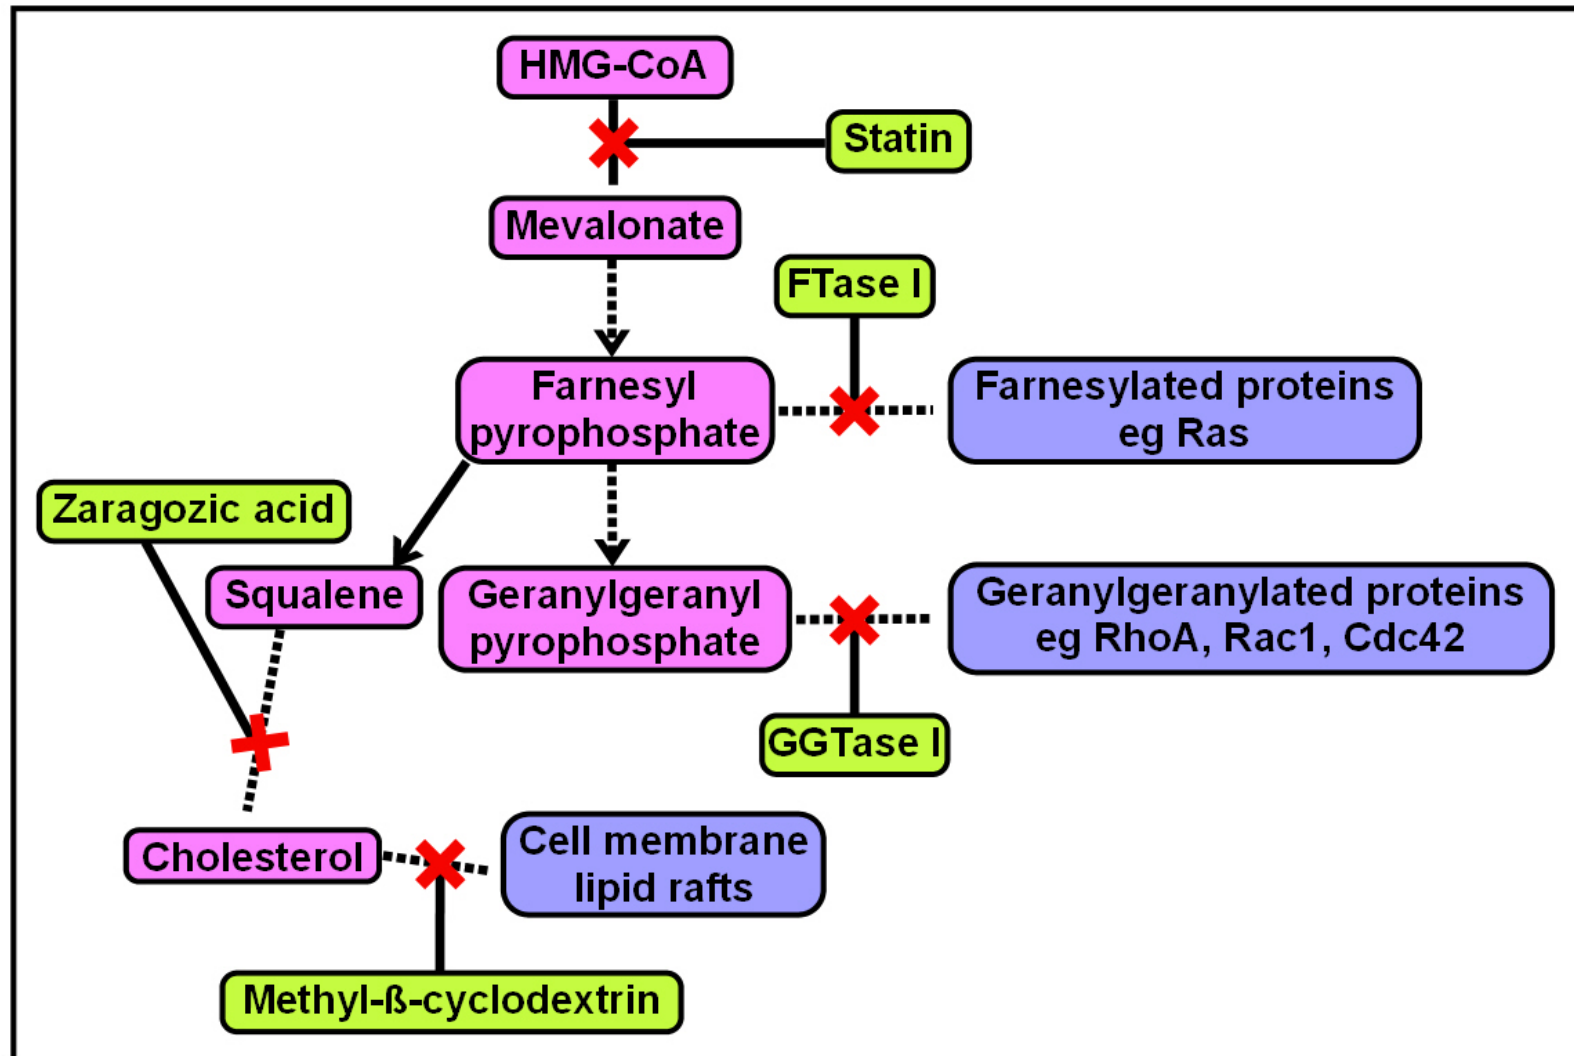 HMG-CoA
Statin
Mevalonate
FTase I
Farnesyl
pyrophosphate
Farnesylated proteins
eg Ras
Zaragozic acid
Squalene
Geranylgeranyl
pyrophosphate
Geranylgeranylated proteins
eg RhoA, Rac1, Cdc42
GGTase I
Cholesterol
Cell membrane
lipid rafts
Methyl-ß-cyclodextrin